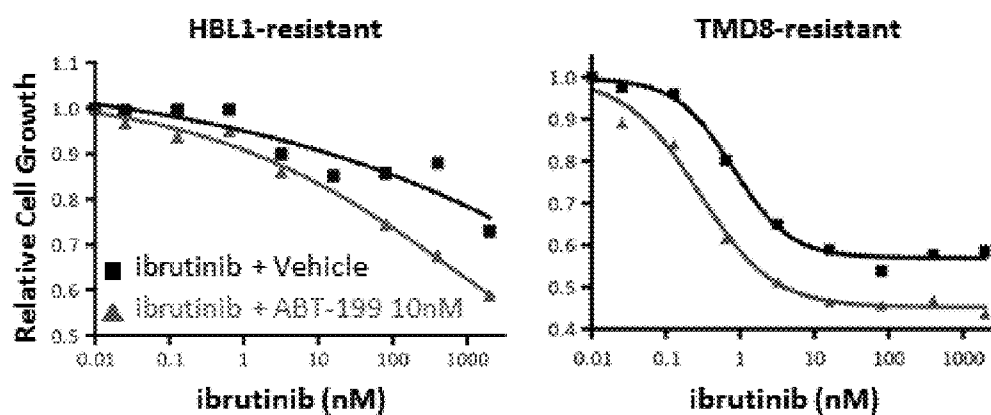 HBL1-resistant
TMD8-resistant
Relative Cell Growth
1.1
1.0
0.9
0.8
0.7
0.6
0.5
■ ibrutinib + Vehicle
▲ ibrutinib + ABT-199 10nM
0.01 0.1 1 10 100 1000
ibrutinib (nM)
1.0
0.9
0.8
0.7
0.6
0.5
0.4
0.01 0.1 1 10 100 1000
ibrutinib (nM)